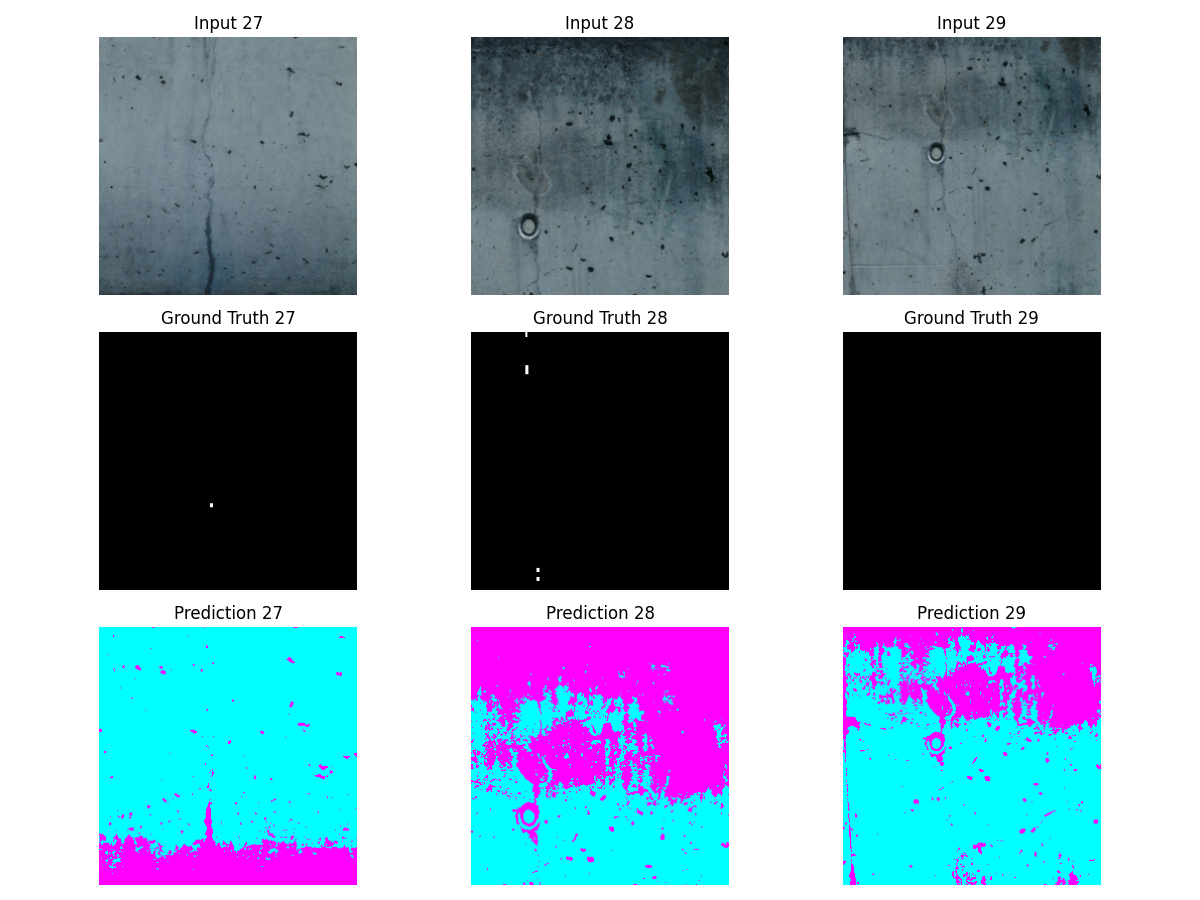 Input 27
Input 28
Input 29
Ground Truth 27
Ground Truth 28
Ground Truth 29
Prediction 27
Prediction 28
Prediction 29